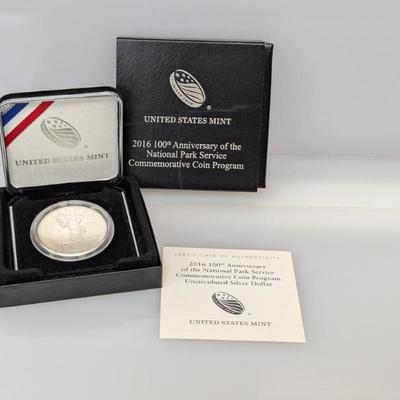 UNITED STATES MINT
2016 100th Anniversary of the
National Park Service
Commemorative Coin Program
UNITED STATES MINT
CERTIFICATE OF AUTHENTICITY
2016 100th Anniversary
of the National Park Service
Commemorative Coin Program
Uncirculated Silver Dollar
UNITED STATES MINT